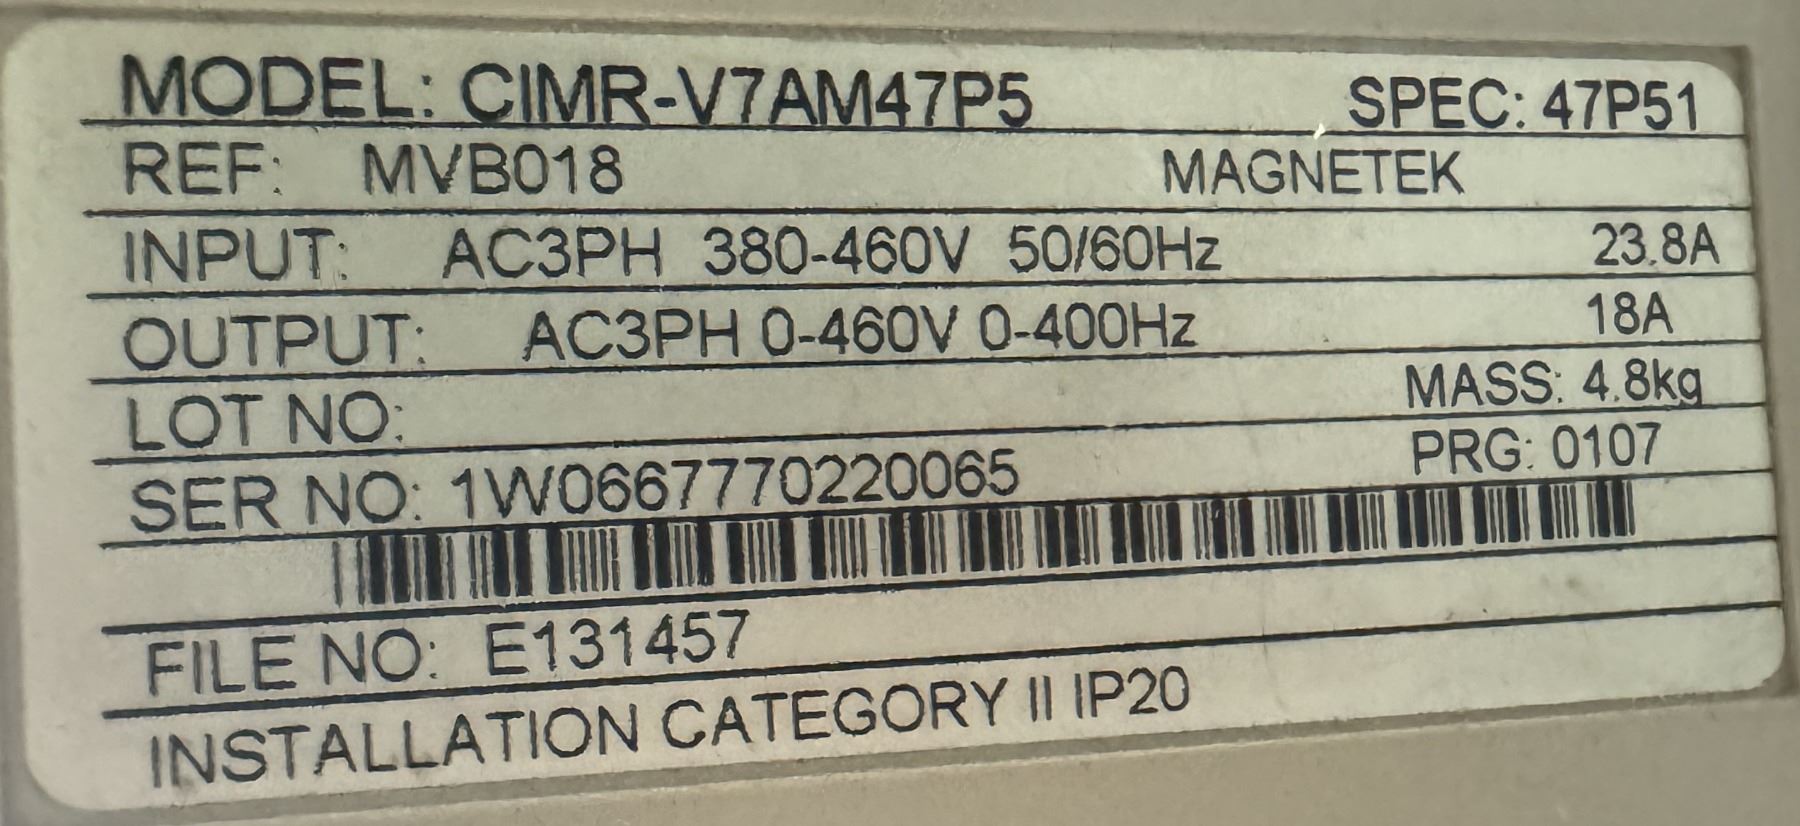 MODEL: CIMR-V7AM47P5 SPEC: 47P51
REF: MVB018 MAGNETEK
INPUT: AC3PH 380-460V 50/60Hz 23.8A
OUTPUT: AC3PH 0-460V 0-400Hz 18A
LOT NO: MASS: 4.8kg
SER NO: 1W0667770220065 PRG: 0107
FILE NO: E131457
INSTALLATION CATEGORY II IP20